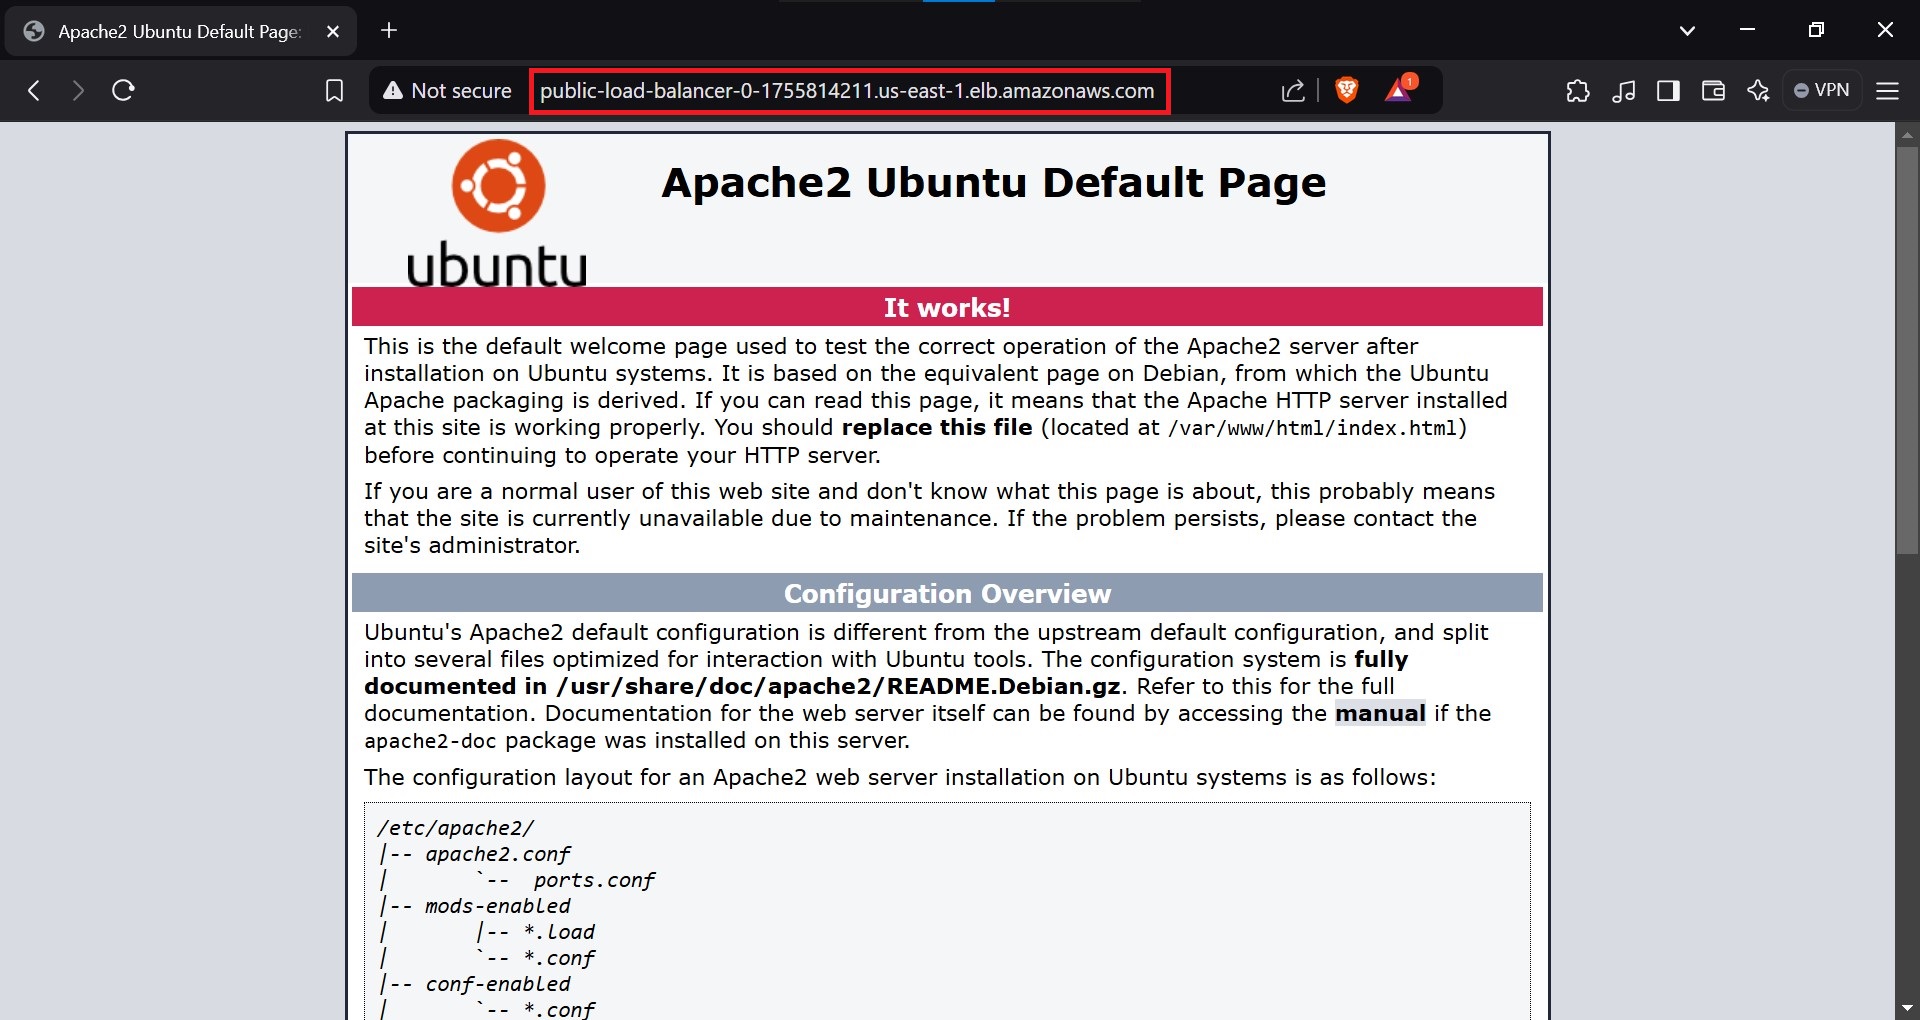 Apache2 Ubuntu Default Page:
Not secure
public-load-balancer-0-1755814211.us-east-1.elb.amazonaws.com
1
VPN
ubuntu
Apache2 Ubuntu Default Page
It works!
This is the default welcome page used to test the correct operation of the Apache2 server after
installation on Ubuntu systems. It is based on the equivalent page on Debian, from which the Ubuntu
Apache packaging is derived. If you can read this page, it means that the Apache HTTP server installed
at this site is working properly. You should replace this file (located at /var/www/html/index.html)
before continuing to operate your HTTP server.
If you are a normal user of this web site and don't know what this page is about, this probably means
that the site is currently unavailable due to maintenance. If the problem persists, please contact the
site's administrator.
Configuration Overview
Ubuntu's Apache2 default configuration is different from the upstream default configuration, and split
into several files optimized for interaction with Ubuntu tools. The configuration system is fully
documented in /usr/share/doc/apache2/README.Debian.gz. Refer to this for the full
documentation. Documentation for the web server itself can be found by accessing the manual if the
apache2-doc package was installed on this server.
The configuration layout for an Apache2 web server installation on Ubuntu systems is as follows:
/etc/apache2/
|-- apache2.conf
|       `--  ports.conf
|-- mods-enabled
|       |-- *.load
|       `-- *.conf
|-- conf-enabled
|       `-- *.conf